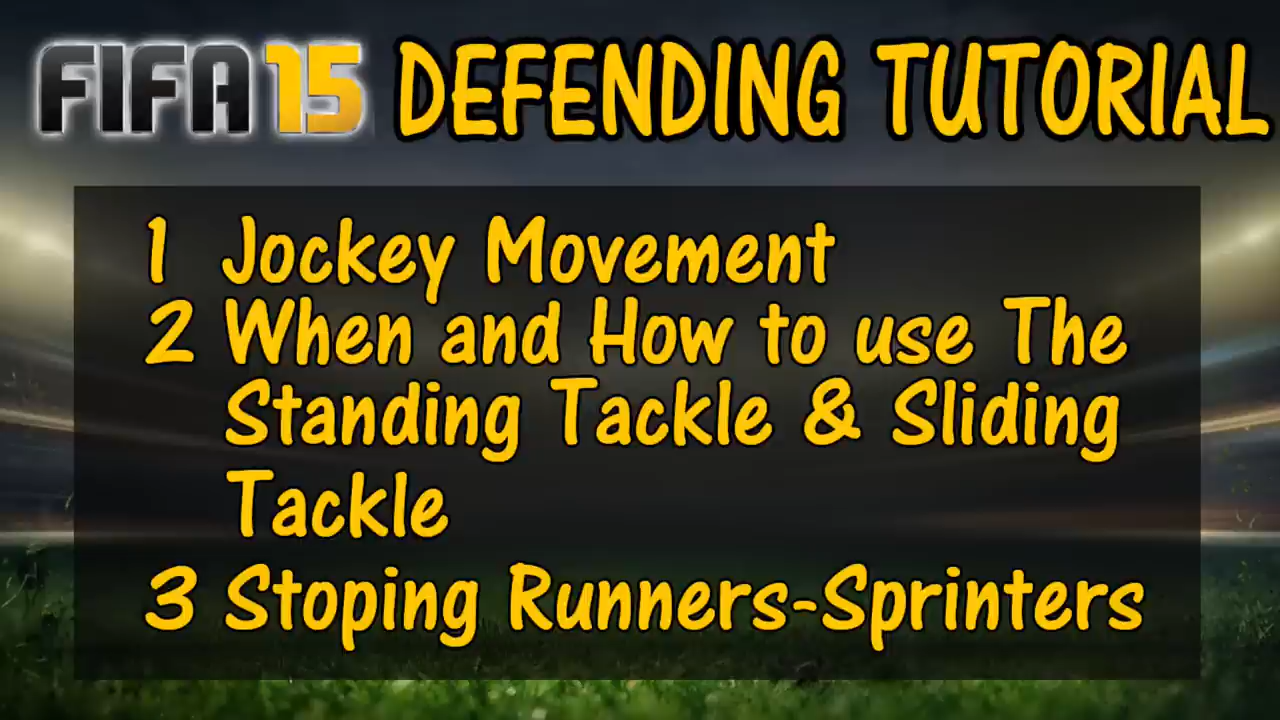 FIFA 15 DEFENDING TUTORIAL
1 Jockey Movement
2 When and How to use The
Standing Tackle & Sliding
Tackle
3 Stoping Runners-Sprinters